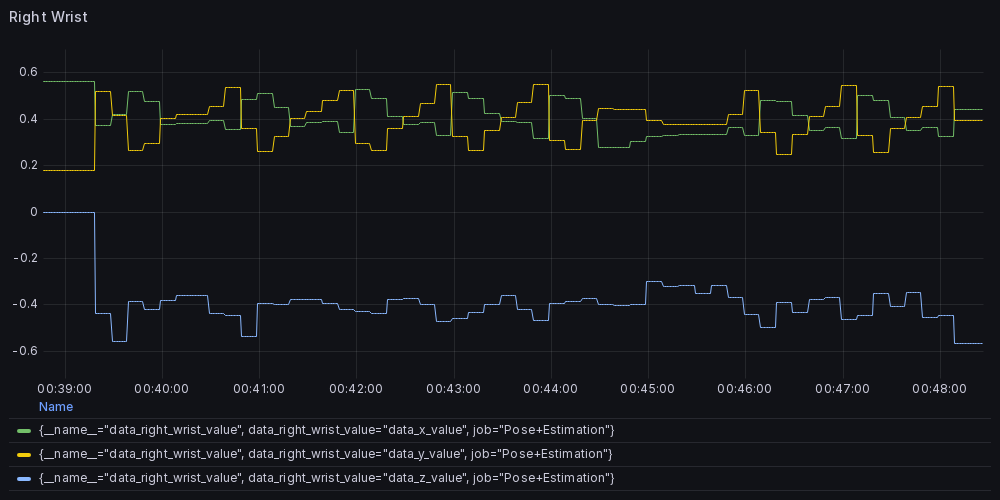 Right Wrist
0.6
0.4
0.2
0
-0.2
-0.4
-0.6
00:39:00 00:40:00 00:41:00 00:42:00 00:43:00 00:44:00 00:45:00 00:46:00 00:47:00 00:48:00
Name
{__name__="data_right_wrist_value", data_right_wrist_value="data_x_value", job="Pose+Estimation"}
{__name__="data_right_wrist_value", data_right_wrist_value="data_y_value", job="Pose+Estimation"}
{__name__="data_right_wrist_value", data_right_wrist_value="data_z_value", job="Pose+Estimation"}